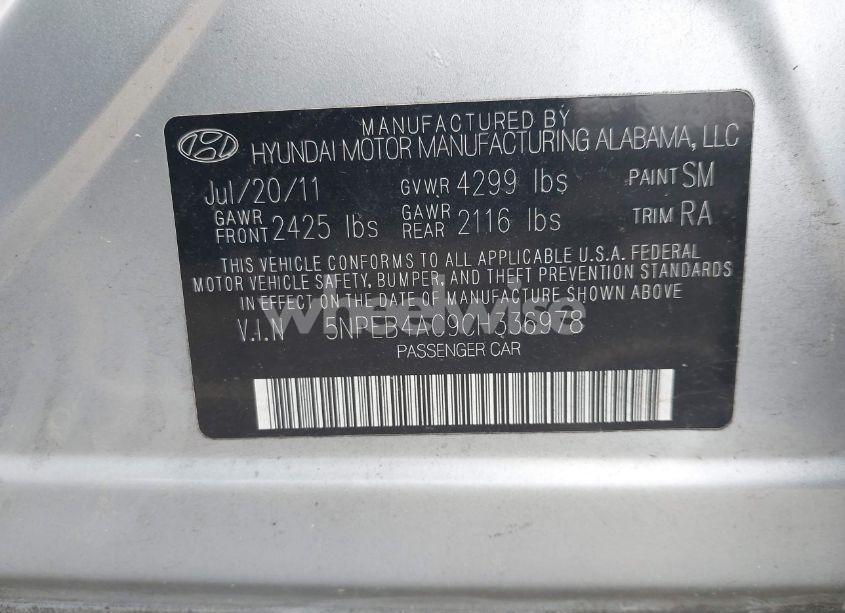 MANUFACTURED BY
HYUNDAI MOTOR MANUFACTURING ALABAMA, LLC
Jul/20/11 GVWR 4299 lbs PAINT SM
GAWR FRONT 2425 lbs GAWR REAR 2116 lbs TRIM RA
THIS VEHICLE CONFORMS TO ALL APPLICABLE U.S.A. FEDERAL
MOTOR VEHICLE SAFETY, BUMPER, AND THEFT PREVENTION STANDARDS
IN EFFECT ON THE DATE OF MANUFACTURE SHOWN ABOVE
wheelwise
V.I.N
PASSENGER CAR